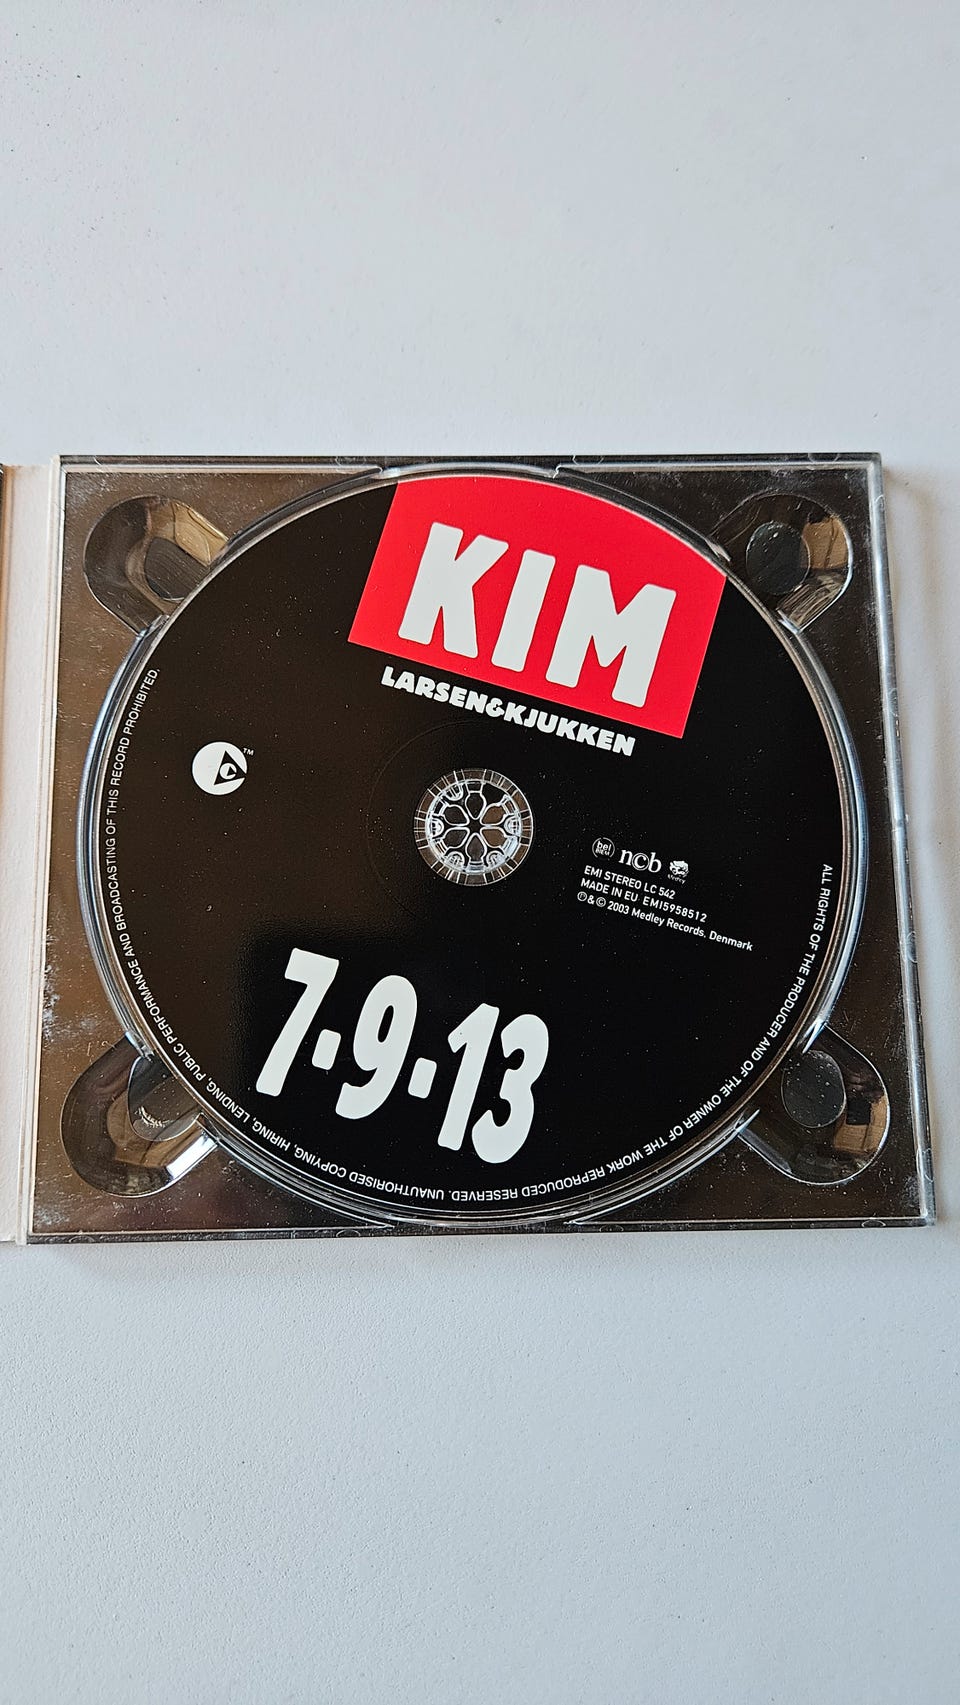 KIM
LARSEN&KJUKKEN
TM
ncb
EMI STEREO LC 542
MADE IN EU EMI5958512
Ⓟ&© 2003 Medley Records, Denmark
7·9·13
ALL RIGHTS OF THE PRODUCER AND OF THE OWNER OF THE WORK REPRODUCED RESERVED. UNAUTHORISED COPYING, HIRING, LENDING, PUBLIC PERFORMANCE AND BROADCASTING OF THIS RECORD PROHIBITED.